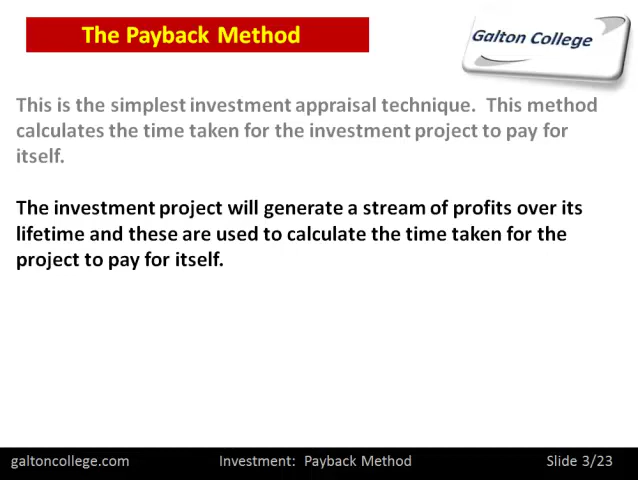 The Payback Method
Galton College
This is the simplest investment appraisal technique.  This method
calculates the time taken for the investment project to pay for
itself.
The investment project will generate a stream of profits over its
lifetime and these are used to calculate the time taken for the
project to pay for itself.
galtoncollege.com
Investment:  Payback Method
Slide 3/23